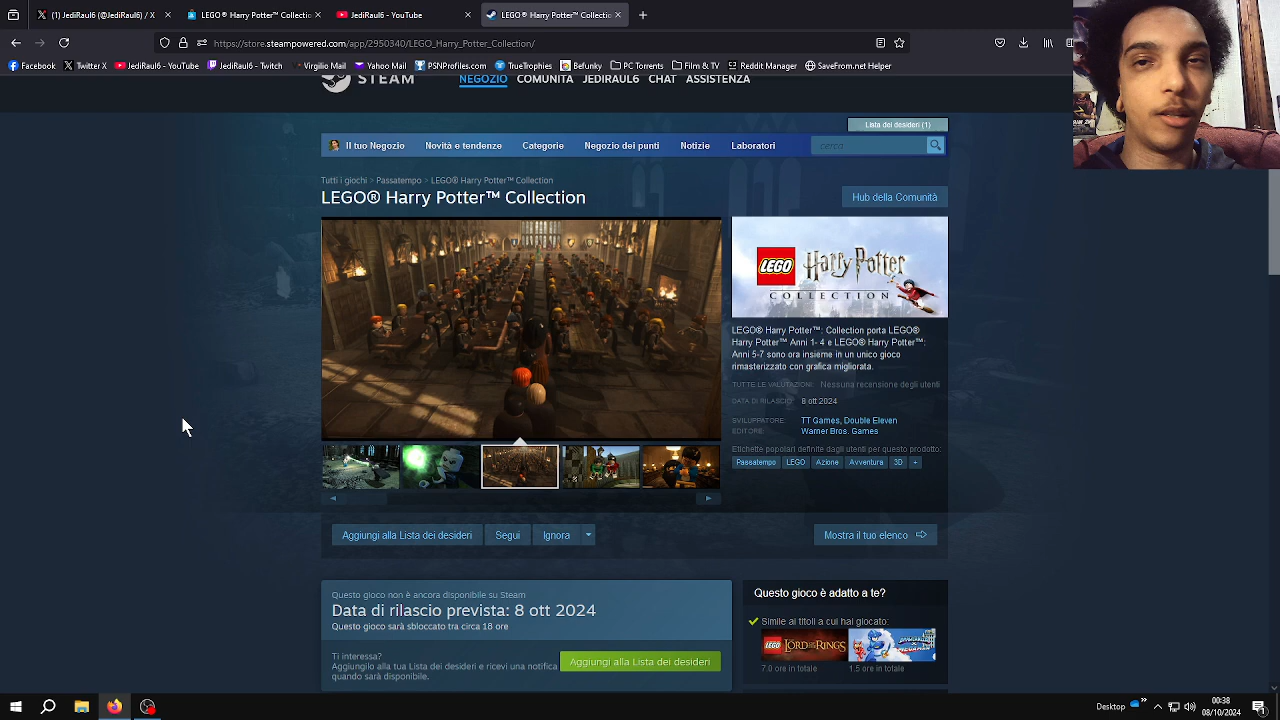 (1) JediRaul (@JediRaul6) / X
JEDIRAUL6
JediRaul6 - YouTube
LEGO® Harry Potter™ Collectio
https://store.steampowered.com/app/2950340/LEGO_Harry_Potter_Collection/
Facebook
Twitter X
JediRaul6 - YouTube
JediRaul6 - Twitch
Virgilio Mail
Yahoo Mail
PSNProfiles.com
TrueTrophies
Befunky
PC Torrents
Film & TV
Reddit Manager
SaveFrom.net Helper
STEAM
NEGOZIO
COMUNITÀ
JEDIRAUL6
CHAT
ASSISTENZA
Lista dei desideri (1)
Il tuo Negozio
Novità e tendenze
Categorie
Negozio dei punti
Notizie
Laboratori
cerca
Tutti i giochi > Passatempo > LEGO® Harry Potter™ Collection
LEGO® Harry Potter™ Collection
Hub della Comunità
LEGO Harry Potter
COLLECTION
LEGO® Harry Potter™: Collection porta LEGO®
Harry Potter™ Anni 1- 4 e LEGO® Harry Potter™:
Anni 5-7 sono ora insieme in un unico gioco
rimasterizzato con grafica migliorata.
TUTTE LE VALUTAZIONI: Nessuna recensione degli utenti
DATA DI RILASCIO: 8 ott 2024
SVILUPPATORE: TT Games, Double Eleven
EDITORE: Warner Bros. Games
Etichette popolari definite dagli utenti per questo prodotto:
Passatempo
LEGO
Azione
Avventura
3D
+
Aggiungi alla Lista dei desideri
Segui
Ignora
Mostra il tuo elenco
Questo gioco non è ancora disponibile su Steam
Data di rilascio prevista: 8 ott 2024
Questo gioco sarà sbloccato tra circa 18 ore
Ti interessa?
Aggiungilo alla tua Lista dei desideri e ricevi una notifica
quando sarà disponibile.
Aggiungi alla Lista dei desideri
Questo gioco è adatto a te?
Simile ai titoli a cui hai giocato:
LEGO LORD OF THE RINGS
7.0 ore in totale
1.5 ore in totale
Desktop
00:38
08/10/2024